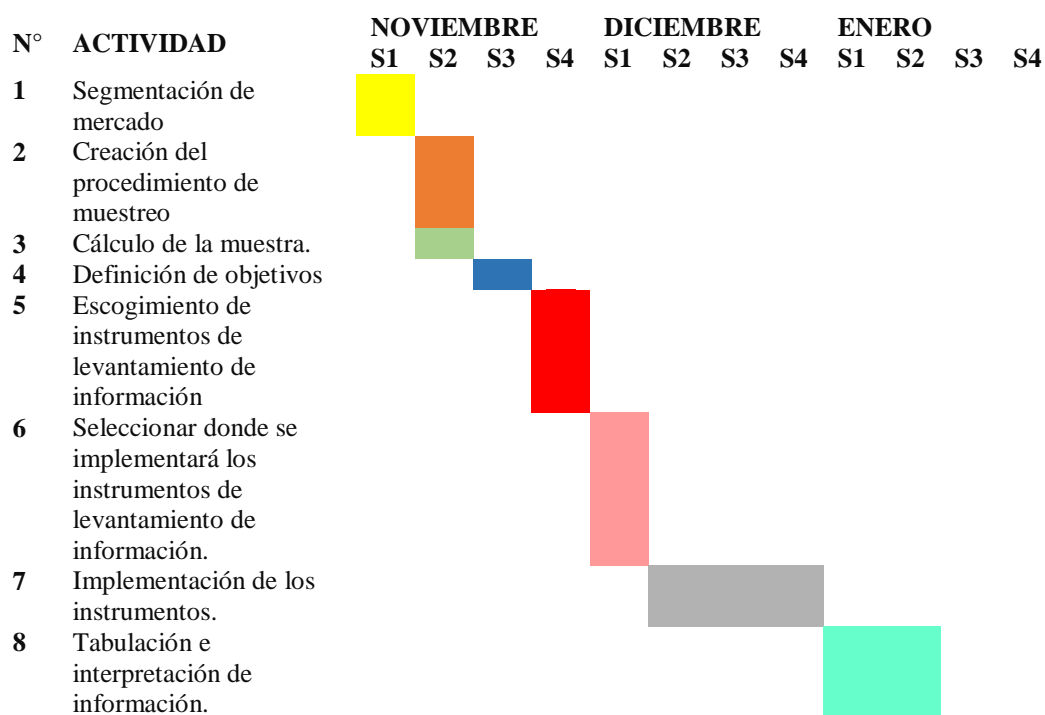 NOVIEMBRE DICIEMBRE ENERO
N° ACTIVIDAD
S1 S2 S3 S4 S1 S2 S3 S4 S1 S2 S3 S4
1 Segmentación de
mercado
2 Creación del
procedimiento de
muestreo
3 Cálculo de la muestra.
4 Definición de objetivos
5 Escogimiento de
instrumentos de
levantamiento de
información
6 Seleccionar donde se
implementará los
instrumentos de
levantamiento de
información.
7 Implementación de los
instrumentos.
8 Tabulación e
interpretación de
información.